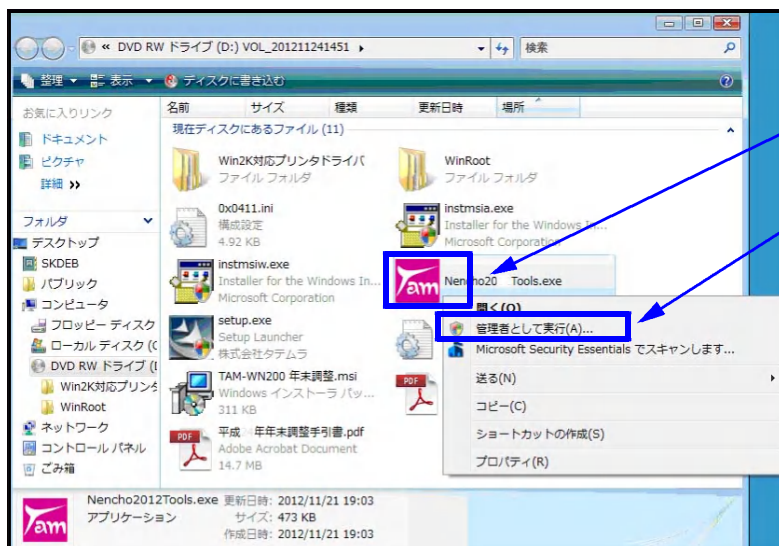 « DVD RW ドライブ (D:) VOL_201211241451
検索
整理 表示 ディスクに書き込む
お気に入りリンク
ドキュメント
ピクチャ
詳細 »
フォルダ
デスクトップ
SKDEB
パブリック
コンピュータ
フロッピー ディスク
ローカル ディスク (C
DVD RW ドライブ (I
Win2K対応プリンタ
WinRoot
ネットワーク
コントロール パネル
ごみ箱
名前 サイズ 種類 更新日時 場所
現在ディスクにあるファイル (11)
Win2K対応プリンタドライバ
ファイル フォルダ
WinRoot
ファイル フォルダ
0x0411.ini
構成設定
4.92 KB
instmsia.exe
Installer for the Windows In...
Microsoft Corporation
instmsiw.exe
Installer for the Windows In...
Microsoft Corporation
Tam
Nencho20 Tools.exe
setup.exe
Setup Launcher
株式会社タテムラ
TAM-WN200 年末調整.msi
Windows インストーラ パッ...
311 KB
PDF
PDF
平成 年年末調整手引書.pdf
Adobe Acrobat Document
14.7 MB
開く(O)
管理者として実行(A)...
Microsoft Security Essentials でスキャンします...
送る(N)
コピー(C)
ショートカットの作成(S)
プロパティ(R)
Tam
Nencho2012Tools.exe 更新日時: 2012/11/21 19:03
アプリケーション サイズ: 473 KB
作成日時: 2012/11/21 19:03